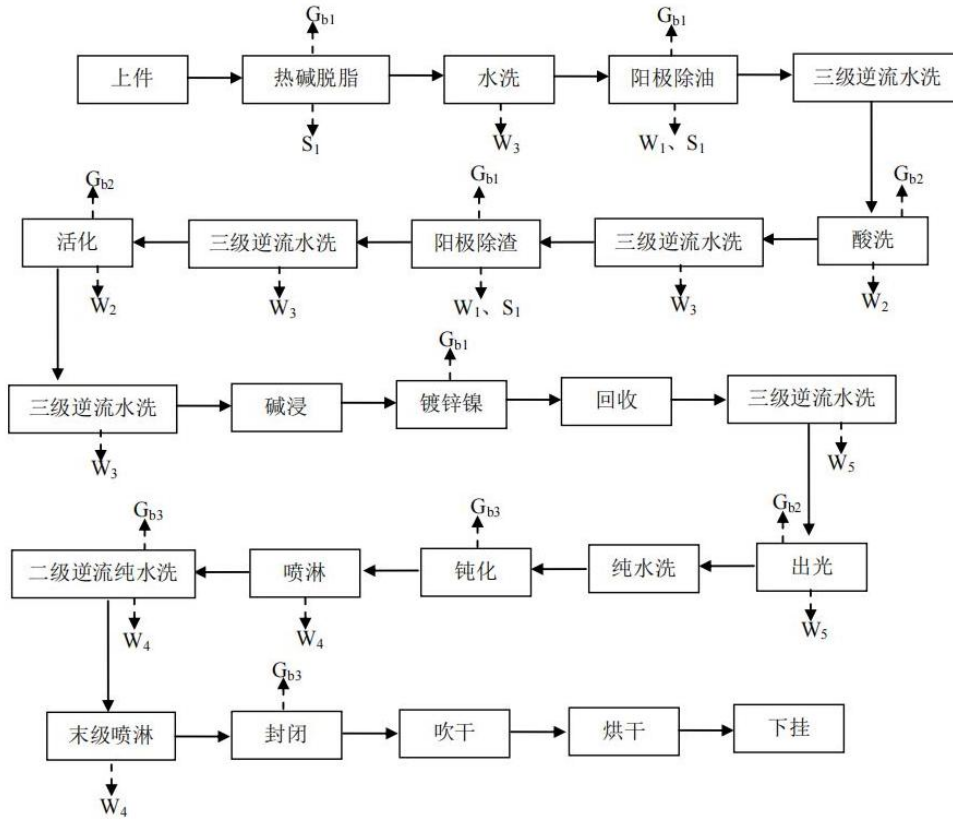 Gb1 Gb1
上件 热碱脱脂 水洗 阳极除油 三级逆流水洗
S1 W3 W1、S1
Gb2 Gb1 Gb2
活化 三级逆流水洗 阳极除渣 三级逆流水洗 酸洗
W2 W3 W1、S1 W3 W2
Gb1
三级逆流水洗 碱浸 镀锌镍 回收 三级逆流水洗
W3 W5
Gb3 Gb3 Gb2
二级逆流纯水洗 喷淋 钝化 纯水洗 出光
W4 W4 W5
Gb3
末级喷淋 封闭 吹干 烘干 下挂
W4